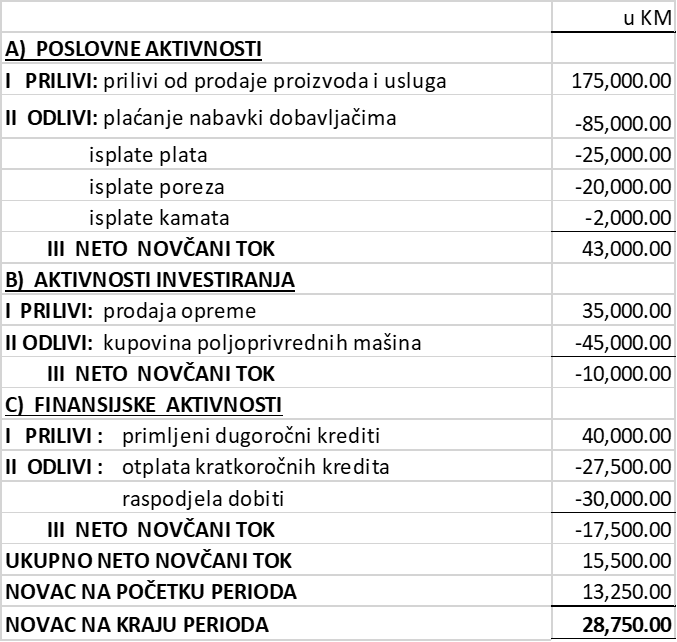 u KM
A) POSLOVNE AKTIVNOSTI
I PRILIVI: prilivi od prodaje proizvoda i usluga 175,000.00
II ODLIVI: plaćanje nabavki dobavljačima -85,000.00
isplate plata -25,000.00
isplate poreza -20,000.00
isplate kamata -2,000.00
III NETO NOVČANI TOK 43,000.00
B) AKTIVNOSTI INVESTIRANJA
I PRILIVI: prodaja opreme 35,000.00
II ODLIVI: kupovina poljoprivrednih mašina -45,000.00
III NETO NOVČANI TOK -10,000.00
C) FINANSIJSKE AKTIVNOSTI
I PRILIVI : primljeni dugoročni krediti 40,000.00
II ODLIVI : otplata kratkoročnih kredita -27,500.00
raspodjela dobiti -30,000.00
III NETO NOVČANI TOK -17,500.00
UKUPNO NETO NOVČANI TOK 15,500.00
NOVAC NA POČETKU PERIODA 13,250.00
NOVAC NA KRAJU PERIODA 28,750.00